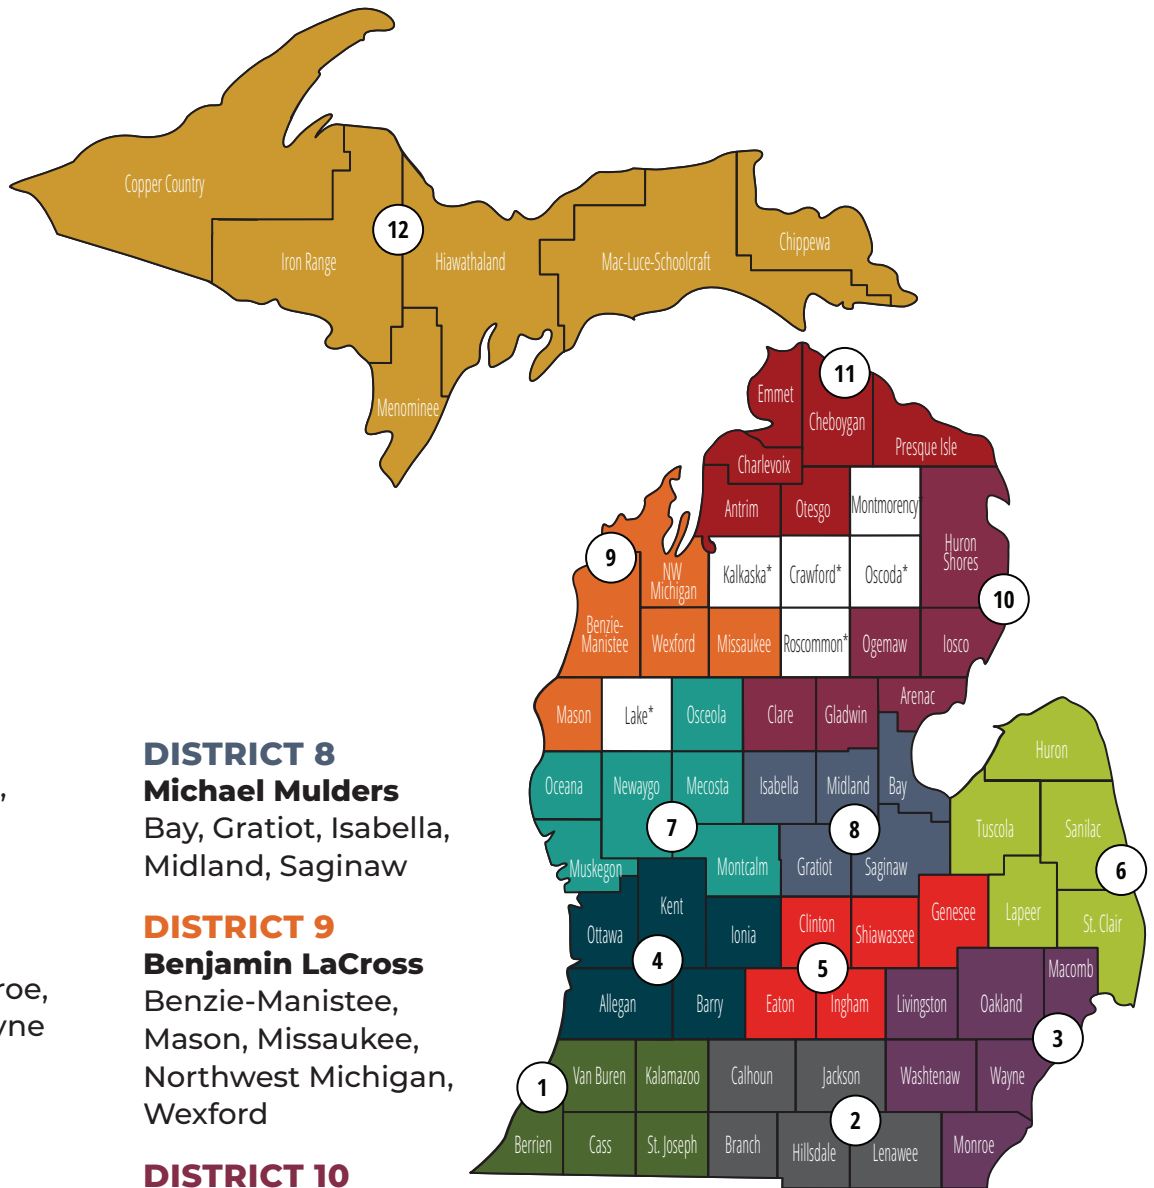 Copper Country
12
Iron Range
Hiawathaland
Mac-Luce-Schoolcraft
Chippewa
Menominee
11
Emmet
Cheboygan
Presque Isle
Charlevoix
Antrim
Otesgo
Montmorency
Huron
Shores
9
NW
Michigan
Kalkaska*
Crawford*
Oscoda*
10
Benzie-
Manistee
Wexford
Missaukee
Roscommon*
Ogemaw
Iosco
Mason
Lake*
Osceola
Clare
Gladwin
Arenac
Huron
Oceana
Newaygo
Mecosta
Isabella
Midland
Bay
7
8
Tuscola
Sanilac
6
Muskegon
Montcalm
Gratiot
Saginaw
Kent
Ottawa
Ionia
Clinton
Shiawassee
Genesee
Lapeer
St. Clair
4
5
Macomb
Allegan
Barry
Eaton
Ingham
Livingston
Oakland
3
1
Van Buren
Kalamazoo
Calhoun
Jackson
Washtenaw
Wayne
2
Berrien
Cass
St. Joseph
Branch
Hillsdale
Lenawee
Monroe
,
roe,
yne
DISTRICT 8
Michael Mulders
Bay, Gratiot, Isabella,
Midland, Saginaw
DISTRICT 9
Benjamin LaCross
Benzie-Manistee,
Mason, Missaukee,
Northwest Michigan,
Wexford
DISTRICT 10